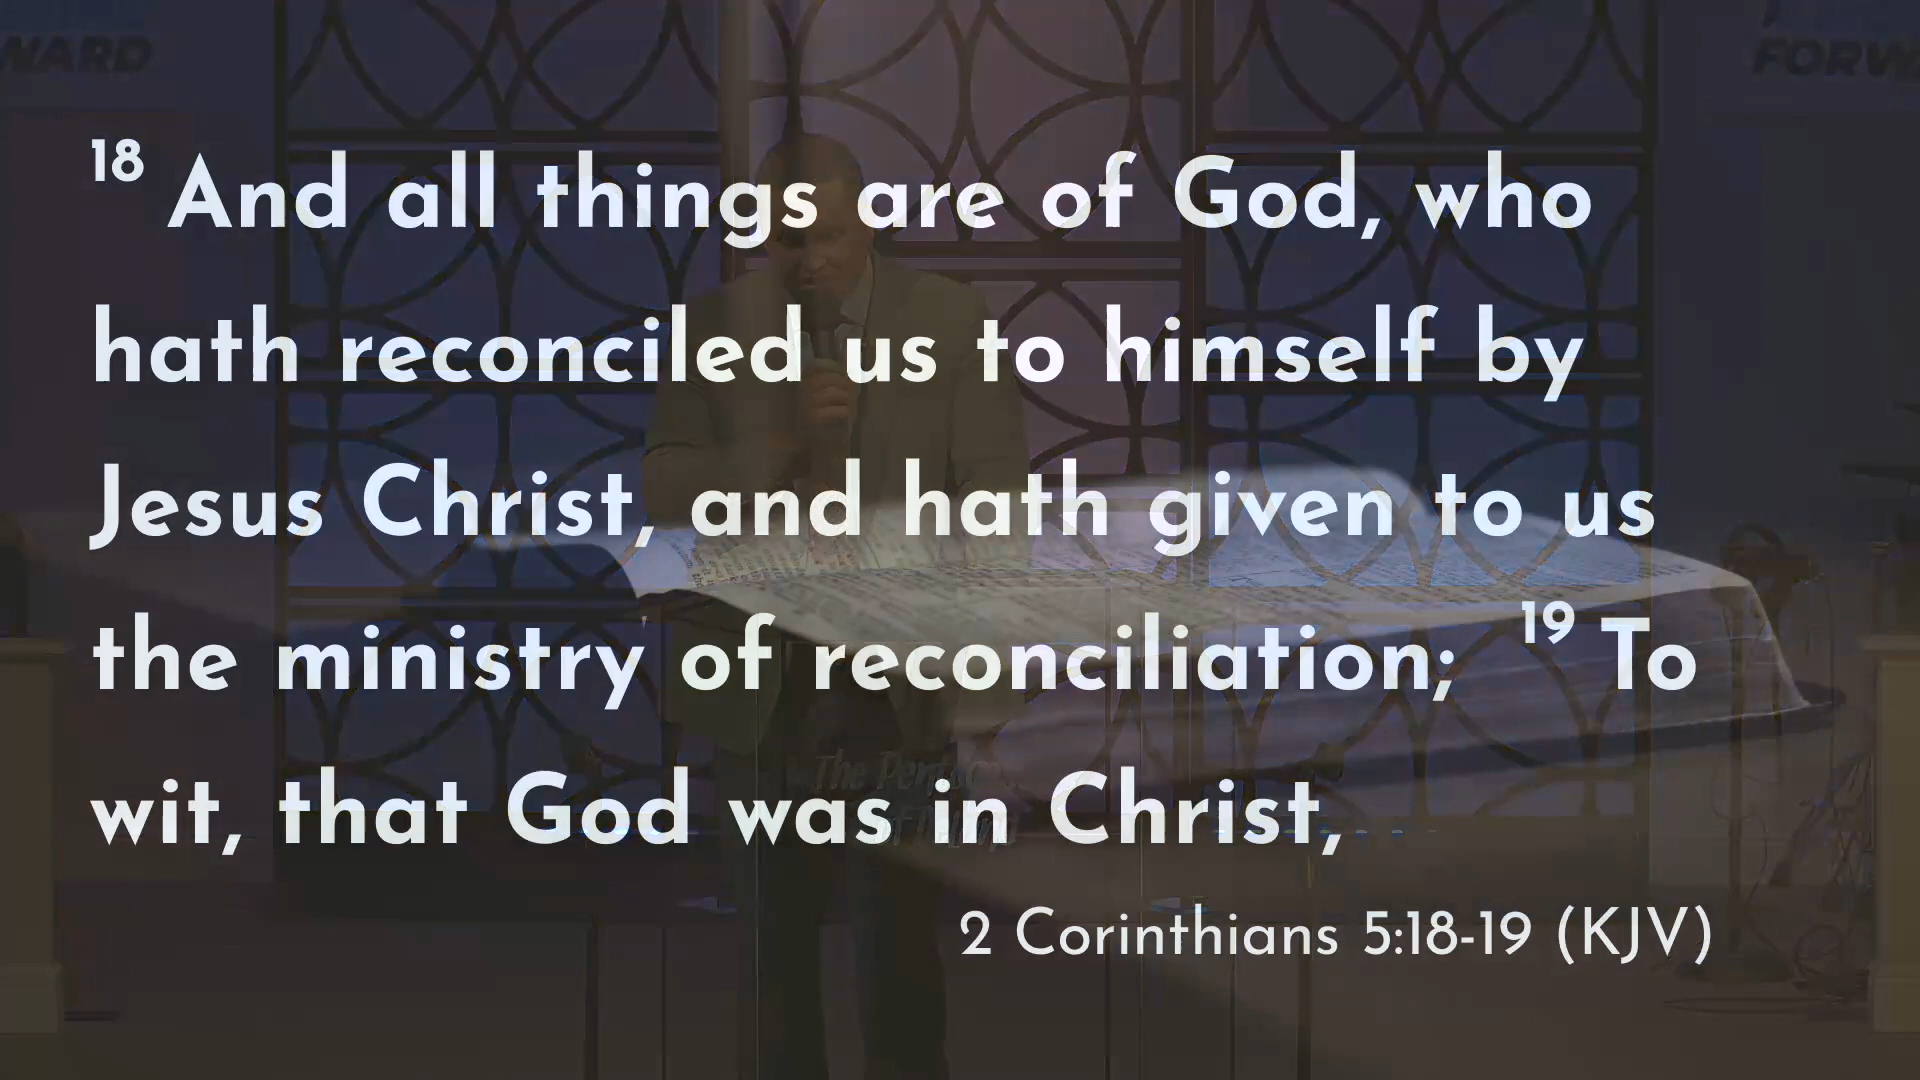 WARD
FORWA
18 And all things are of God, who
hath reconciled us to himself by
Jesus Christ, and hath given to us
the ministry of reconciliation; 19 To
wit, that God was in Christ,
2 Corinthians 5:18-19 (KJV)